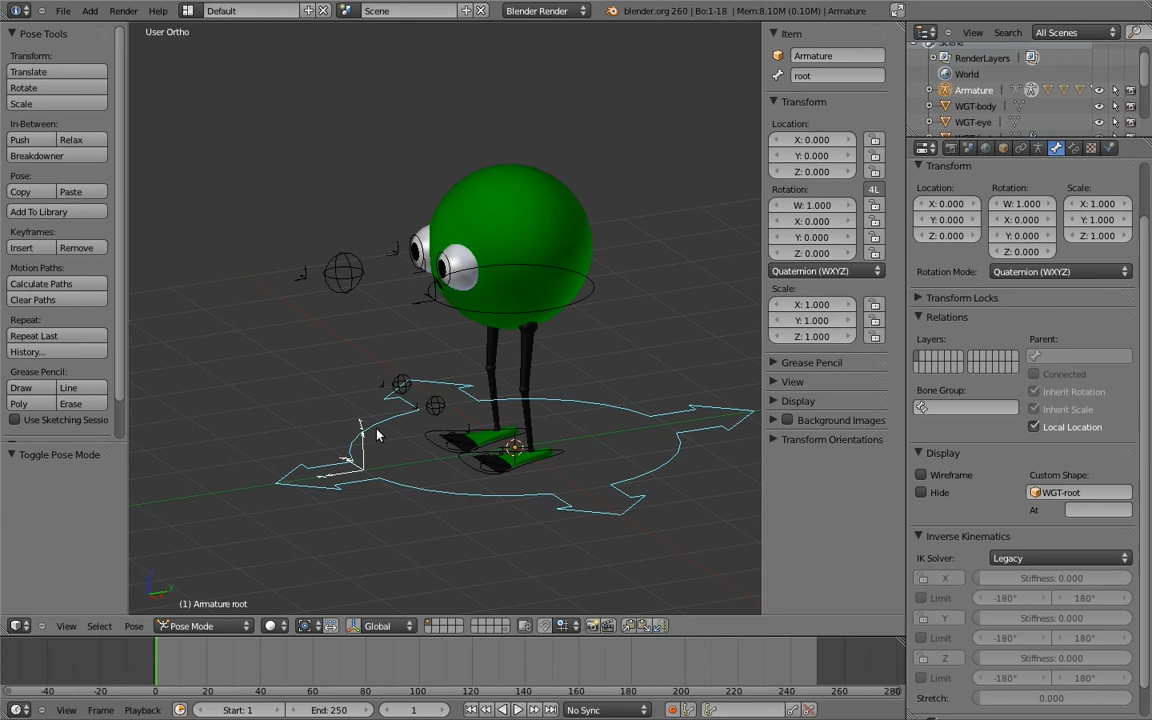 File Add Render Help Default Scene Blender Render blender.org 260 | Bo:1-18 | Mem:8.10M (0.10M) | Armature
Pose Tools
Transform:
Translate
Rotate
Scale
In-Between:
Push Relax
Breakdowner
Pose:
Copy Paste
Add To Library
Keyframes:
Insert Remove
Motion Paths:
Calculate Paths
Clear Paths
Repeat:
Repeat Last
History...
Grease Pencil:
Draw Line
Poly Erase
Use Sketching Sessio
Toggle Pose Mode
User Ortho
y
(1) Armature root
Item
Armature
root
Transform
Location:
X: 0.000
Y: 0.000
Z: 0.000
Rotation: 4L
W: 1.000
X: 0.000
Y: 0.000
Z: 0.000
Quaternion (WXYZ)
Scale:
X: 1.000
Y: 1.000
Z: 1.000
Grease Pencil
View
Display
Background Images
Transform Orientations
View Search All Scenes
Scene
RenderLayers
World
Armature
WGT-body
WGT-eye
Transform
Location: Rotation: Scale:
X: 0.000 W: 1.000 X: 1.000
Y: 0.000 X: 0.000 Y: 1.000
Z: 0.000 Y: 0.000 Z: 1.000
Z: 0.000
Rotation Mode: Quaternion (WXYZ)
Transform Locks
Relations
Layers: Parent:
Connected
Bone Group: Inherit Rotation
Inherit Scale
Local Location
Display
Wireframe Custom Shape:
Hide WGT-root
At
Inverse Kinematics
IK Solver: Legacy
X Stiffness: 0.000
Limit -180° 180°
Y Stiffness: 0.000
Limit -180° 180°
Z Stiffness: 0.000
Limit -180° 180°
Stretch: 0.000
View Select Pose Pose Mode Global
-40 -20 0 20 40 60 80 100 120 140 160 180 200 220 240 260 280
View Frame Playback Start: 1 End: 250 1 No Sync